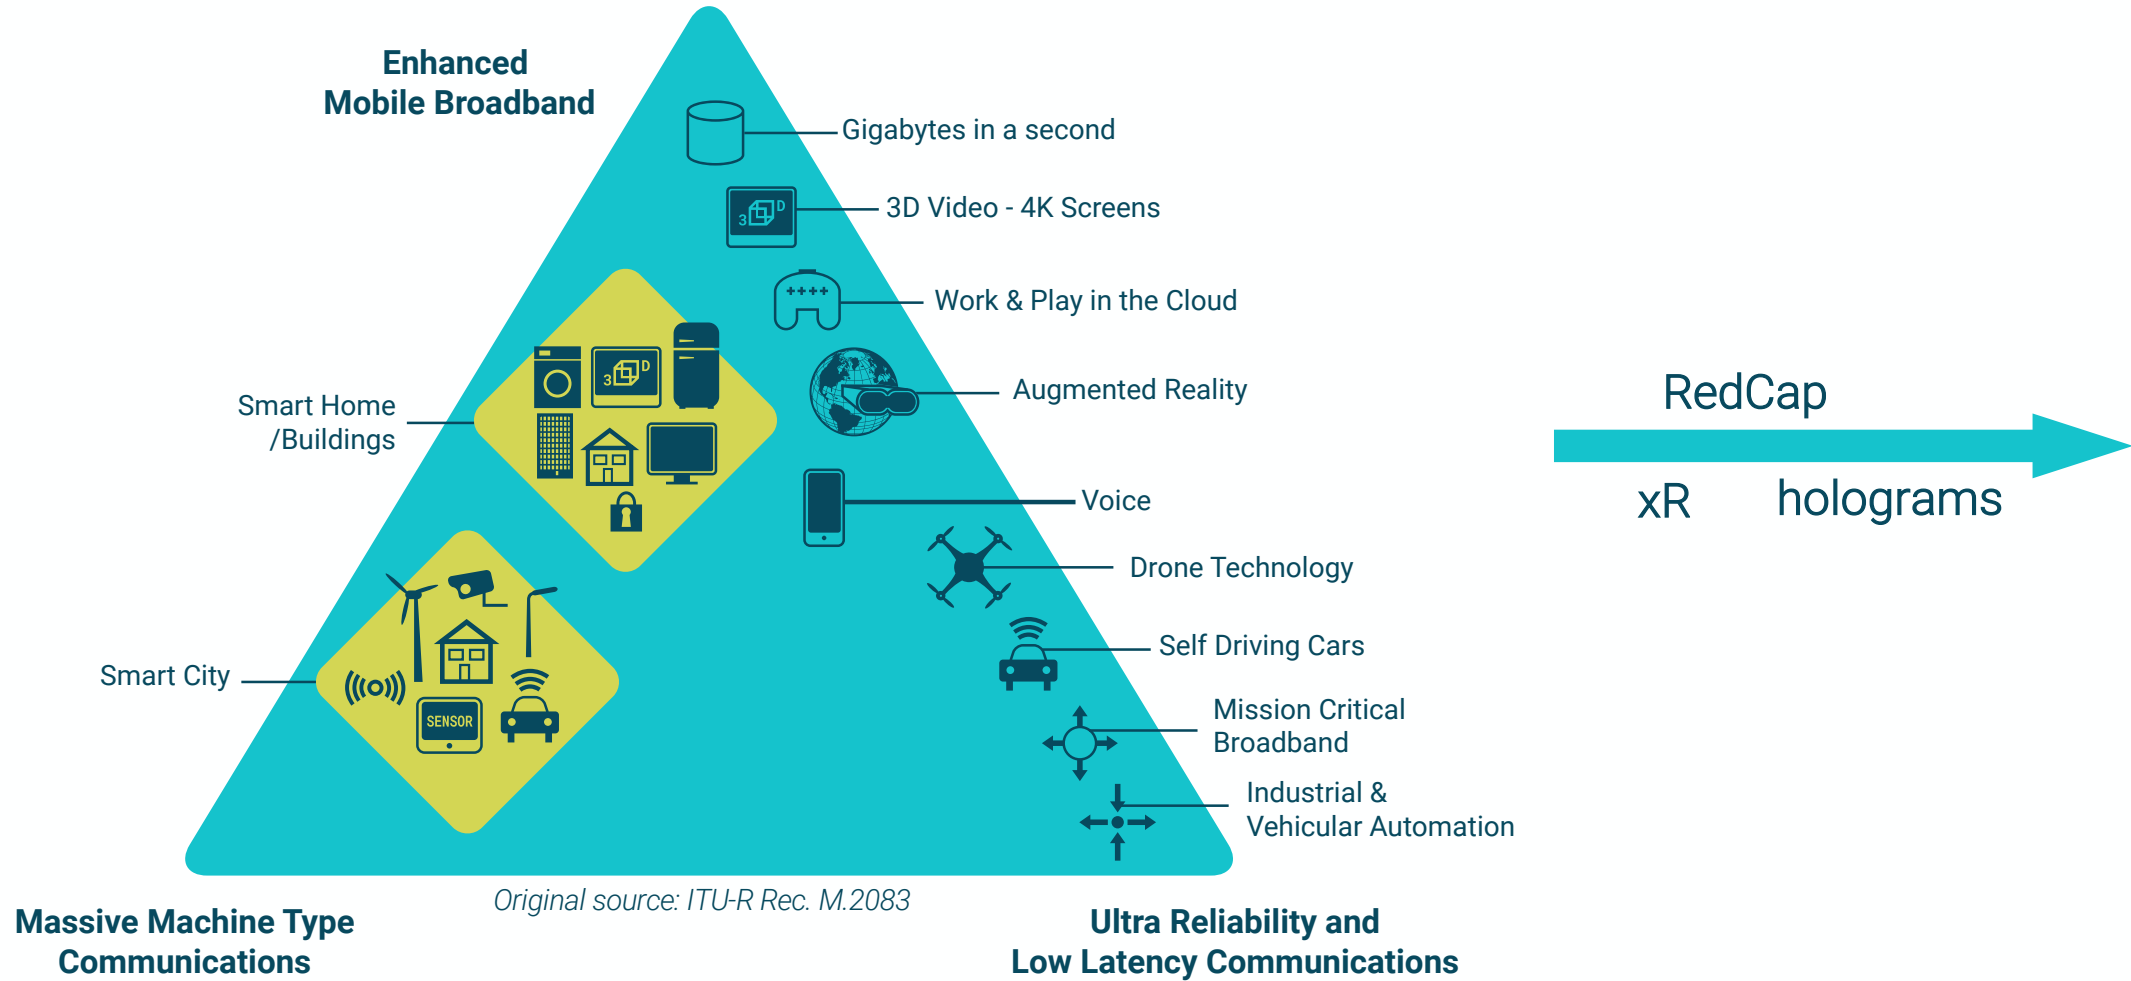 Enhanced
Mobile Broadband
Gigabytes in a second
3D
3D Video - 4K Screens
Work & Play in the Cloud
3D
Augmented Reality
Smart Home
/Buildings
Voice
Drone Technology
Self Driving Cars
Smart City
SENSOR
Mission Critical
Broadband
Industrial &
Vehicular Automation
Original source: ITU-R Rec. M.2083
Massive Machine Type
Communications
Ultra Reliability and
Low Latency Communications
RedCap
xR holograms